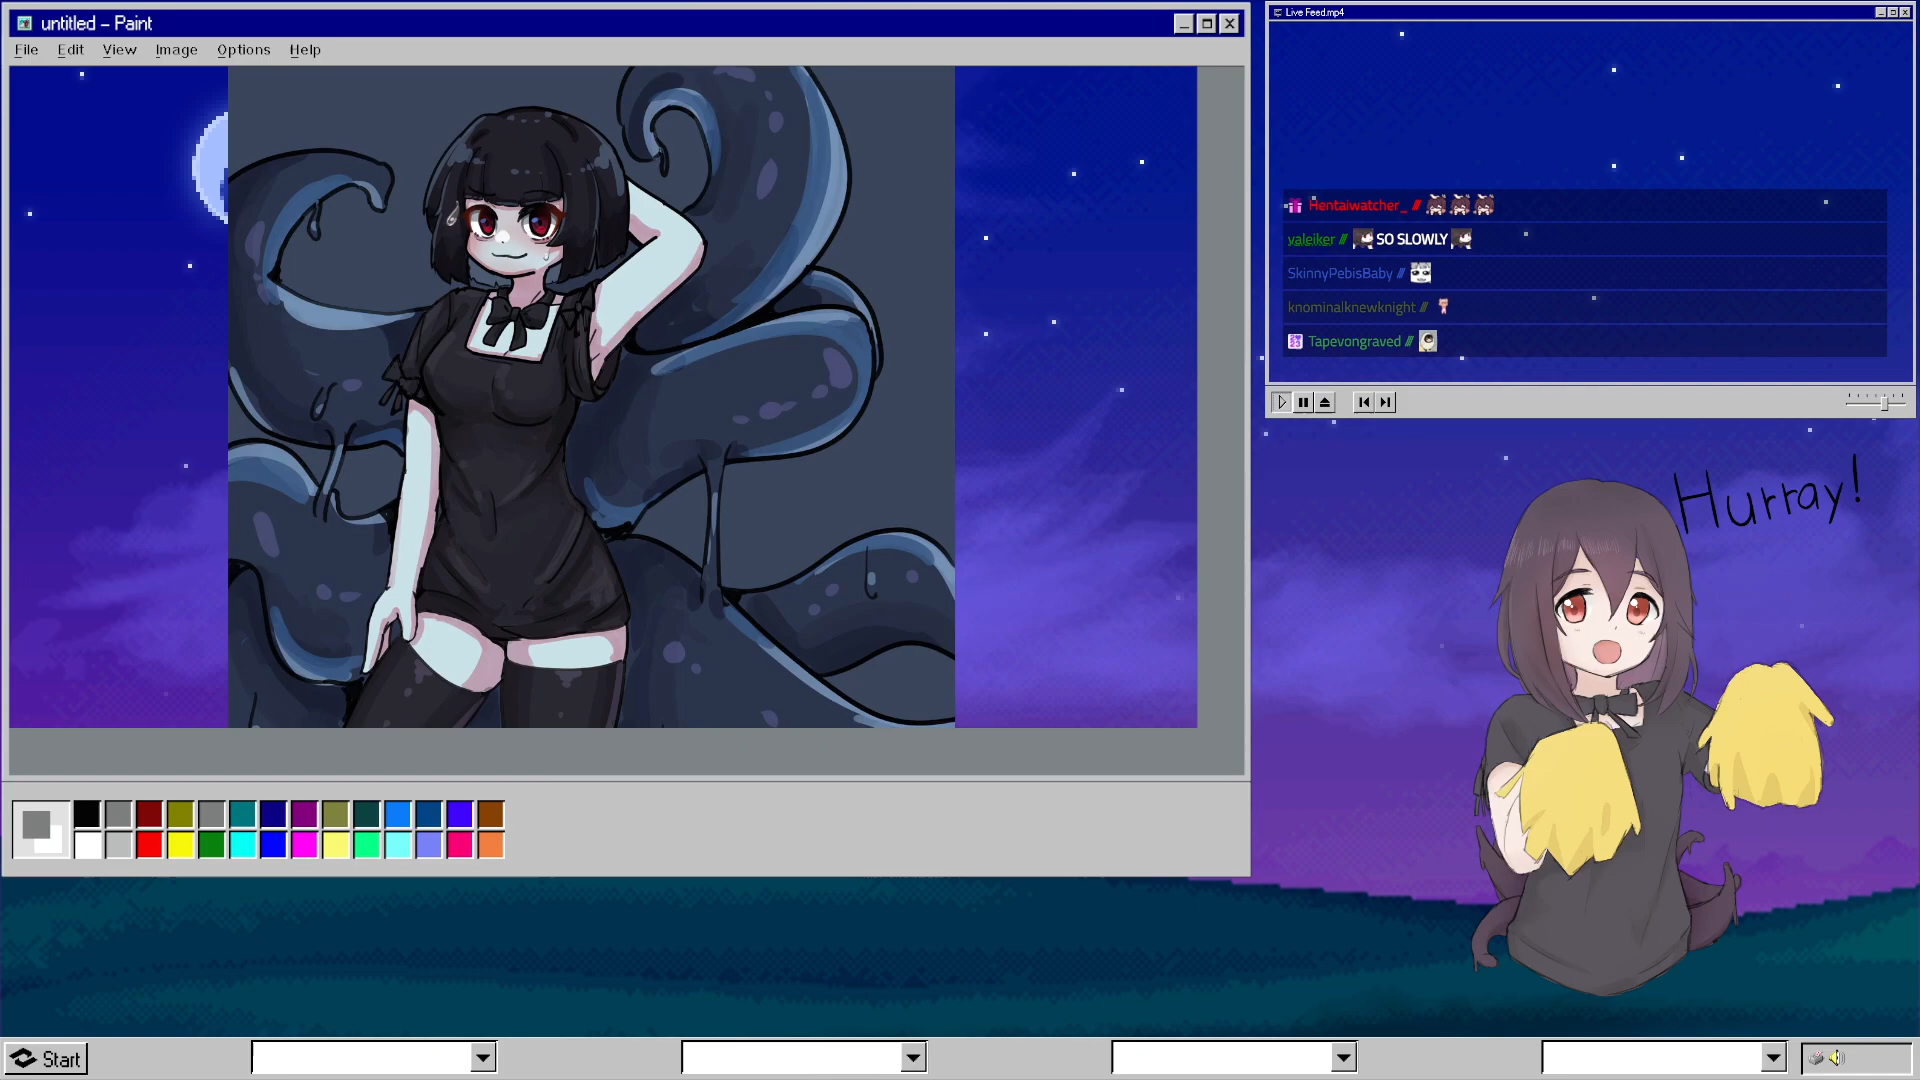 untitled - Paint
File Edit View Image Options Help
Live Feed.mp4
Hentaiwatcher_ //
valeiker // SO SLOWLY
SkinnyPebisBaby //
knominalknewknight //
Tapevongraved //
Hurray!
Start